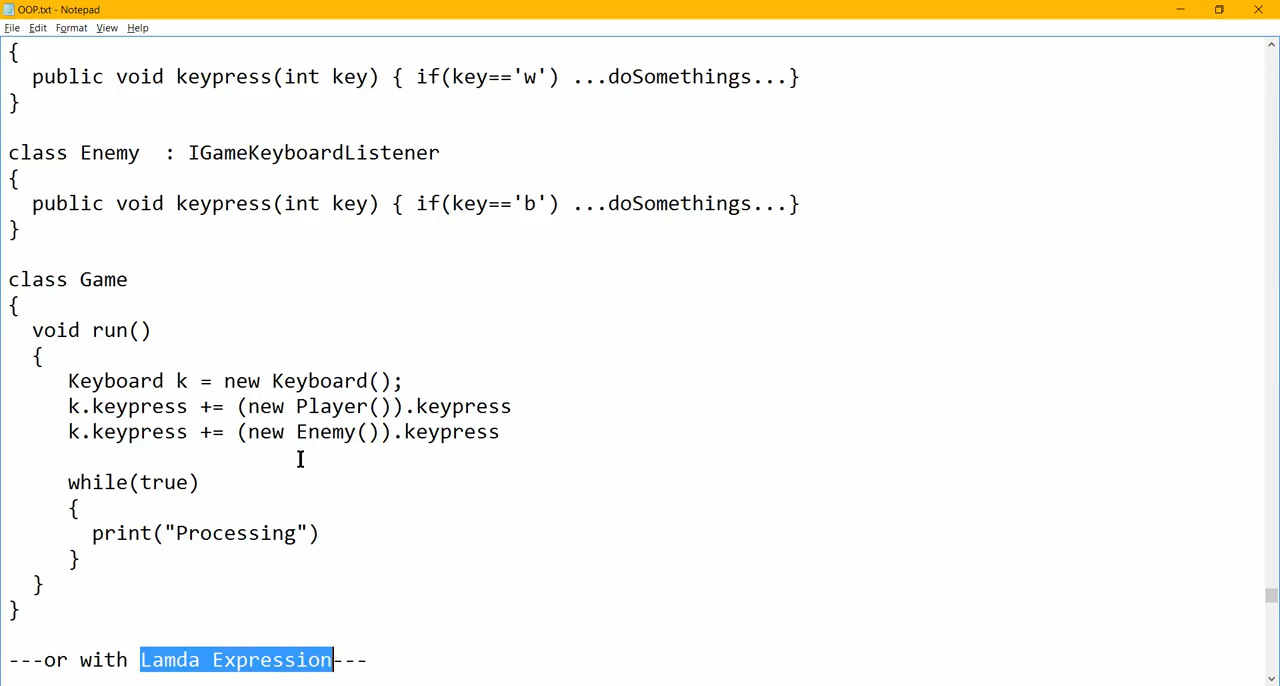 OOP.txt - Notepad
File Edit Format View Help
{
  public void keypress(int key) { if(key=='w') ...doSomethings...}
}

class Enemy  : IGameKeyboardListener
{
  public void keypress(int key) { if(key=='b') ...doSomethings...}
}

class Game
{
  void run()
  {
     Keyboard k = new Keyboard();
     k.keypress += (new Player()).keypress
     k.keypress += (new Enemy()).keypress

     while(true)
     {
       print("Processing")
     }
  }
}

---or with Lamda Expression---